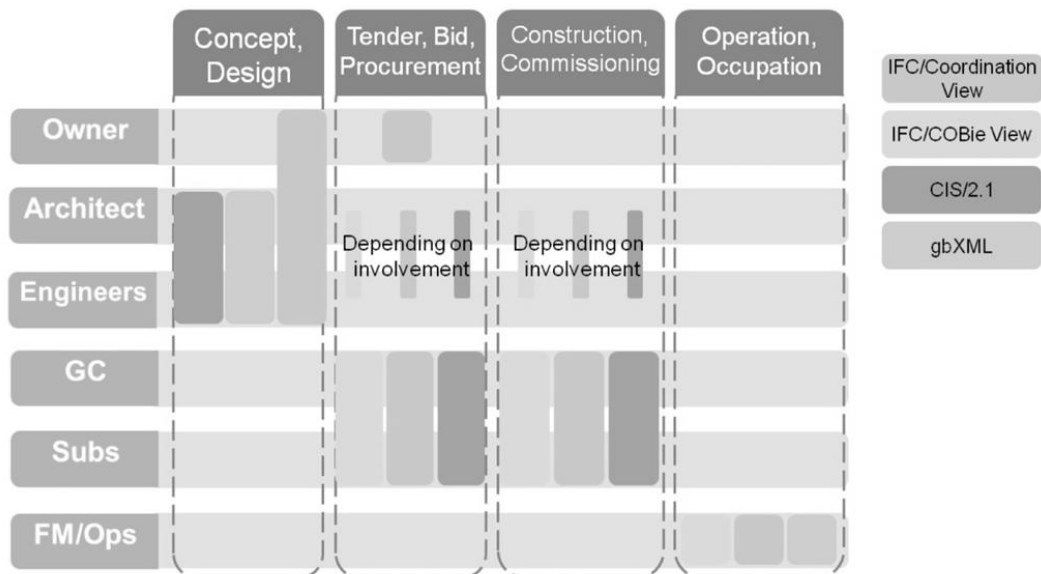 Concept,
Design
Tender, Bid,
Procurement
Construction,
Commissioning
Operation,
Occupation
IFC/Coordination
View
IFC/COBie View
CIS/2.1
gbXML
Owner
Architect
Depending on
involvement
Depending on
involvement
Engineers
GC
Subs
FM/Ops